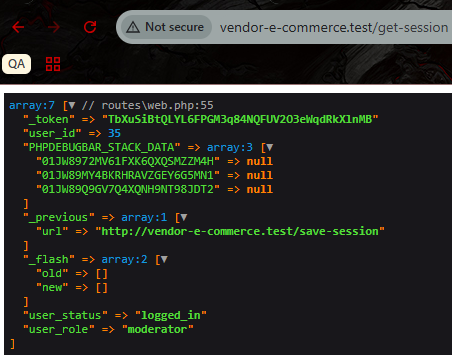 Not secure vendor-e-commerce.test/get-session
QA
array:7 [▼ // routes\web.php:55
"_token" => "TbXuSiBtQLYL6FPGM3q84NQFUV2O3eWqdRkXlnMB"
"user_id" => 35
"PHPDEBUGBAR_STACK_DATA" => array:3 [▼
"01JW8972MV61FXK6QXQSMZZM4H" => null
"01JW89MY4BKRHRAVZGEY6G5MN1" => null
"01JW89Q9GV7Q4XQNH9NT98JDT2" => null
]
"_previous" => array:1 [▼
"url" => "http://vendor-e-commerce.test/save-session"
]
"_flash" => array:2 [▼
"old" => []
"new" => []
]
"user_status" => "logged_in"
"user_role" => "moderator"
]